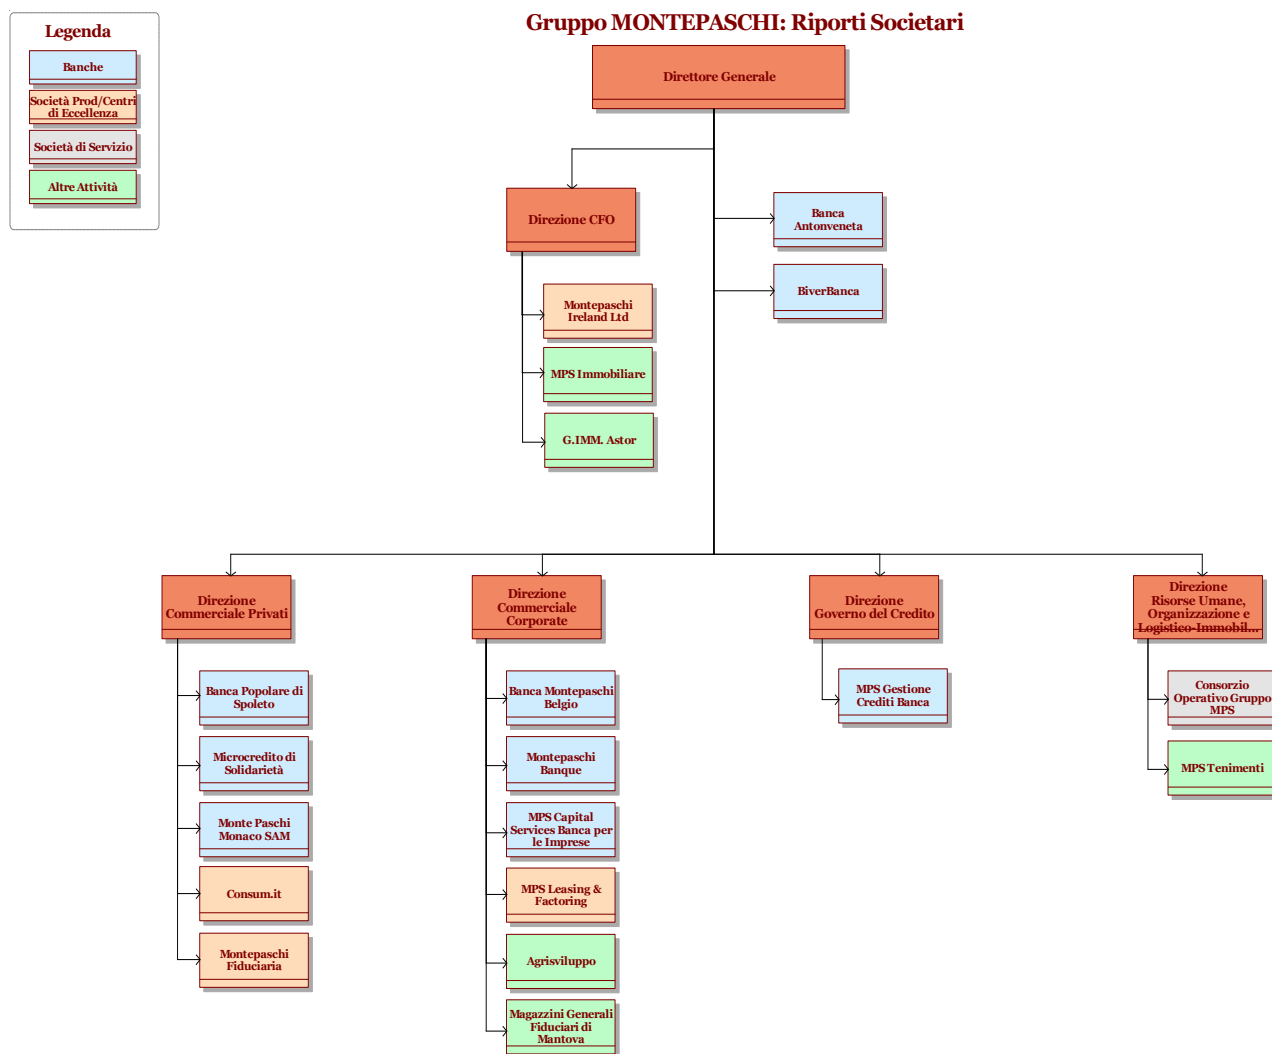 Gruppo MONTEPASCHI: Riporti Societari
Legenda
Banche
Società Prod/Centri
di Eccellenza
Società di Servizio
Altre Attività
Direttore Generale
Direzione CFO
Banca
Antonveneta
BiverBanca
Montepaschi
Ireland Ltd
MPS Immobiliare
G.IMM. Astor
Direzione
Commerciale Privati
Banca Popolare di
Spoleto
Microcredito di
Solidarietà
Monte Paschi
Monaco SAM
Consum.it
Montepaschi
Fiduciaria
Direzione
Commerciale
Corporate
Banca Montepaschi
Belgio
Montepaschi
Banque
MPS Capital
Services Banca per
le Imprese
MPS Leasing &
Factoring
Agrisviluppo
Magazzini Generali
Fiduciari di
Mantova
Direzione
Governo del Credito
MPS Gestione
Crediti Banca
Direzione
Risorse Umane,
Organizzazione e
Logistico-Immobil...
Consorzio
Operativo Gruppo
MPS
MPS Tenimenti